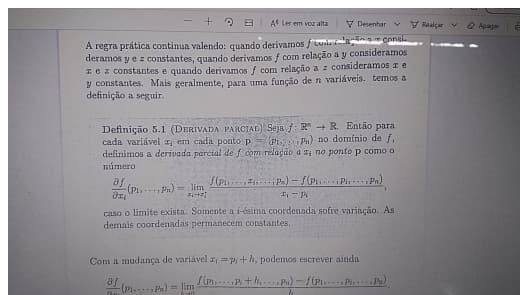 Ler em voz alta Desenhar Realçar Apagar
A regra prática continua valendo: quando derivamos f com relação a x consi-
deramos y e z constantes, quando derivamos f com relação a y consideramos
x e z constantes e quando derivamos f com relação a z consideramos x e
y constantes. Mais geralmente, para uma função de n variáveis. temos a
definição a seguir.
Definição 5.1 (DERIVADA PARCIAL) Seja f: ℝⁿ → ℝ. Então para
cada variável xᵢ em cada ponto p = (p₁,...,pₙ) no domínio de f,
definimos a derivada parcial de f com relação a xᵢ no ponto p como o
número
∂f/∂xᵢ (p₁,...,pₙ) = lim f(p₁,...,xᵢ,...,pₙ) − f(p₁,...,pᵢ,...,pₙ) / xᵢ − pᵢ,
caso o limite exista. Somente a i-ésima coordenada sofre variação. As
demais coordenadas permanecem constantes.
Com a mudança de variável xᵢ = pᵢ + h, podemos escrever ainda
∂f/∂xᵢ (p₁,...,pₙ) = lim f(p₁,...,pᵢ + h,...,pₙ) − f(p₁,...,pₙ) / h